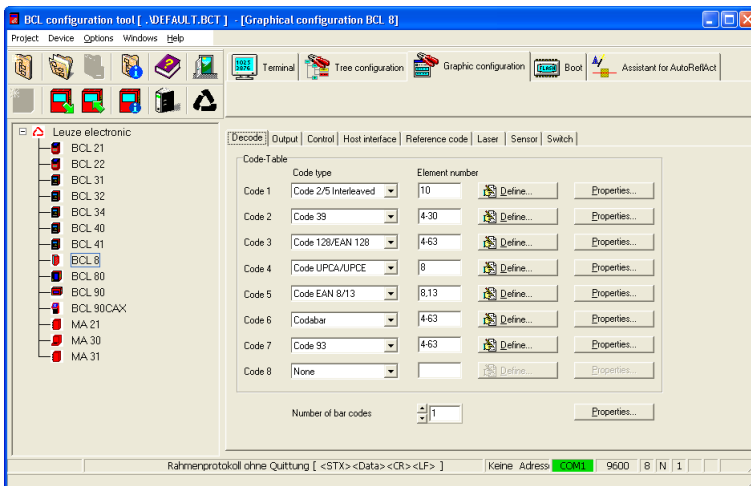 BCL configuration tool [ .\DEFAULT.BCT ] - [Graphical configuration BCL 8]
Project Device Options Windows Help
Terminal Tree configuration Graphic configuration FLASH Boot Assistant for AutoReflAct
Leuze electronic
BCL 21
BCL 22
BCL 31
BCL 32
BCL 34
BCL 40
BCL 41
BCL 8
BCL 80
BCL 90
BCL 90CAX
MA 21
MA 30
MA 31
Decode Output Control Host interface Reference code Laser Sensor Switch
Code-Table
Code type Element number
Code 1 Code 2/5 Interleaved 10 Define... Properties...
Code 2 Code 39 4-30 Define... Properties...
Code 3 Code 128/EAN 128 4-63 Define... Properties...
Code 4 Code UPCA/UPCE 8 Define... Properties...
Code 5 Code EAN 8/13 8,13 Define... Properties...
Code 6 Codabar 4-63 Define... Properties...
Code 7 Code 93 4-63 Define... Properties...
Code 8 None Define... Properties...
Number of bar codes 1 Properties...
Rahmenprotokoll ohne Quittung [ <STX><Data><CR><LF> ] Keine Adress COM1 9600 8 N 1